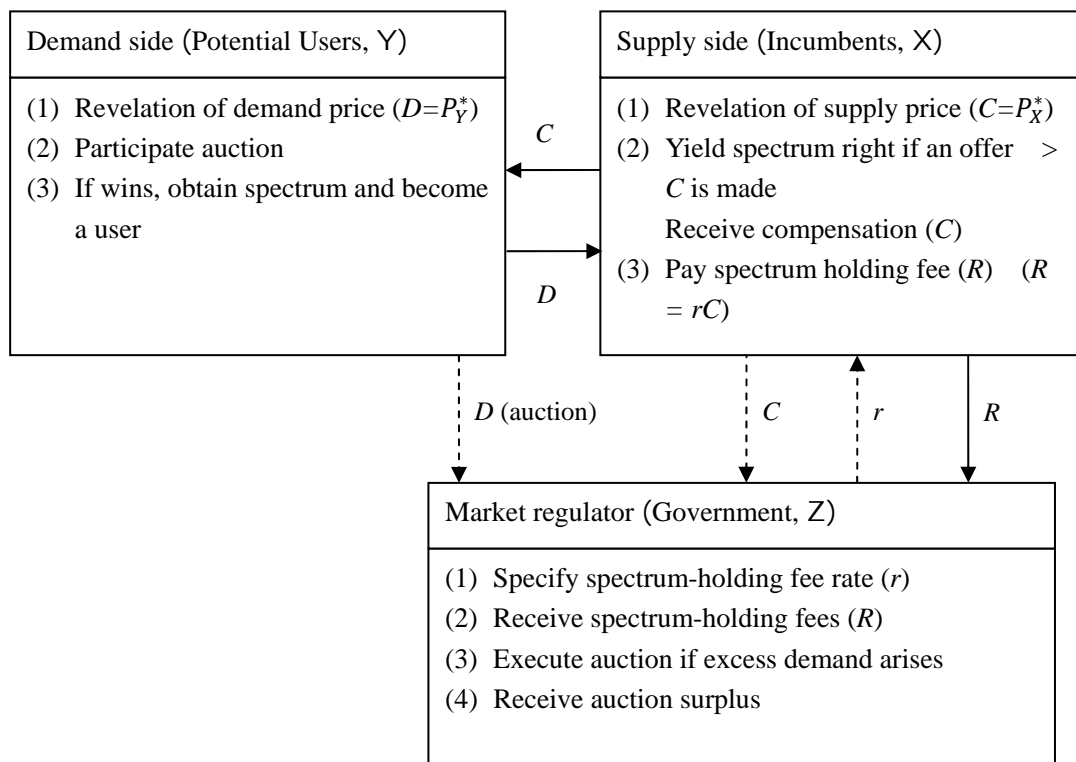 Demand side (Potential Users, Y)
(1) Revelation of demand price (D=P*Y)
(2) Participate auction
(3) If wins, obtain spectrum and become
a user
C
D
Supply side (Incumbents, X)
(1) Revelation of supply price (C=P*X)
(2) Yield spectrum right if an offer >
C is made
Receive compensation (C)
(3) Pay spectrum holding fee (R) (R
= rC)
D (auction)
C
r
R
Market regulator (Government, Z)
(1) Specify spectrum-holding fee rate (r)
(2) Receive spectrum-holding fees (R)
(3) Execute auction if excess demand arises
(4) Receive auction surplus